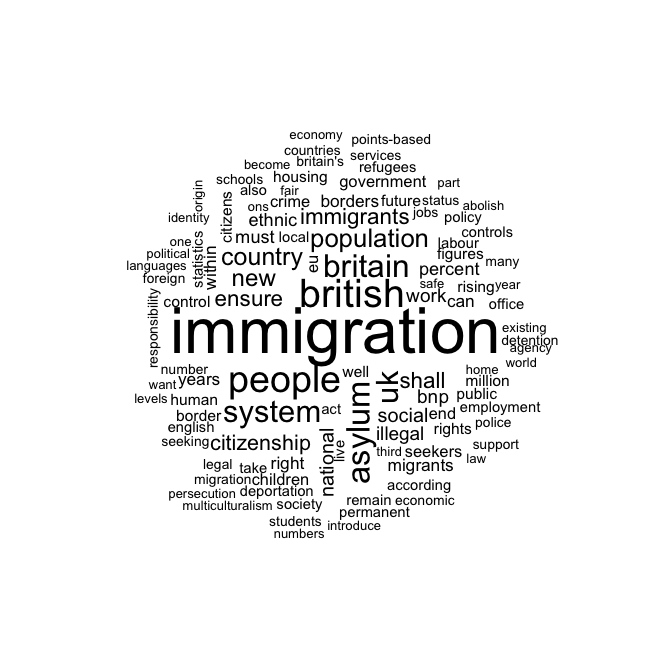 economy points-based
countries services
become britain's refugees
schools housing government part
also fair
origin citizens ons crime borders future status abolish
identity ethnic immigrants jobs policy
one statistics within must local population labour controls
political country eu britain figures many
languages
foreign new percent
safe rising year
responsibility control ensure british work can office
immigration existing
detention
agency
number people well uk shall home world
want years million
levels human system act asylum bnp public
border social end employment
english illegal rights police
seeking citizenship national live third seekers support
legal take right migrants law
migration children
persecution deportation according
multiculturalism society remain economic
permanent
students introduce
numbers